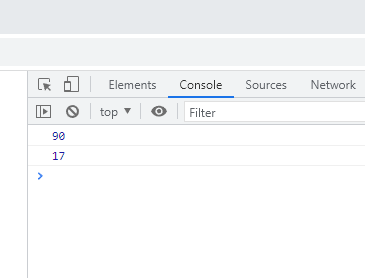 Elements Console Sources Network
top Filter
90
17